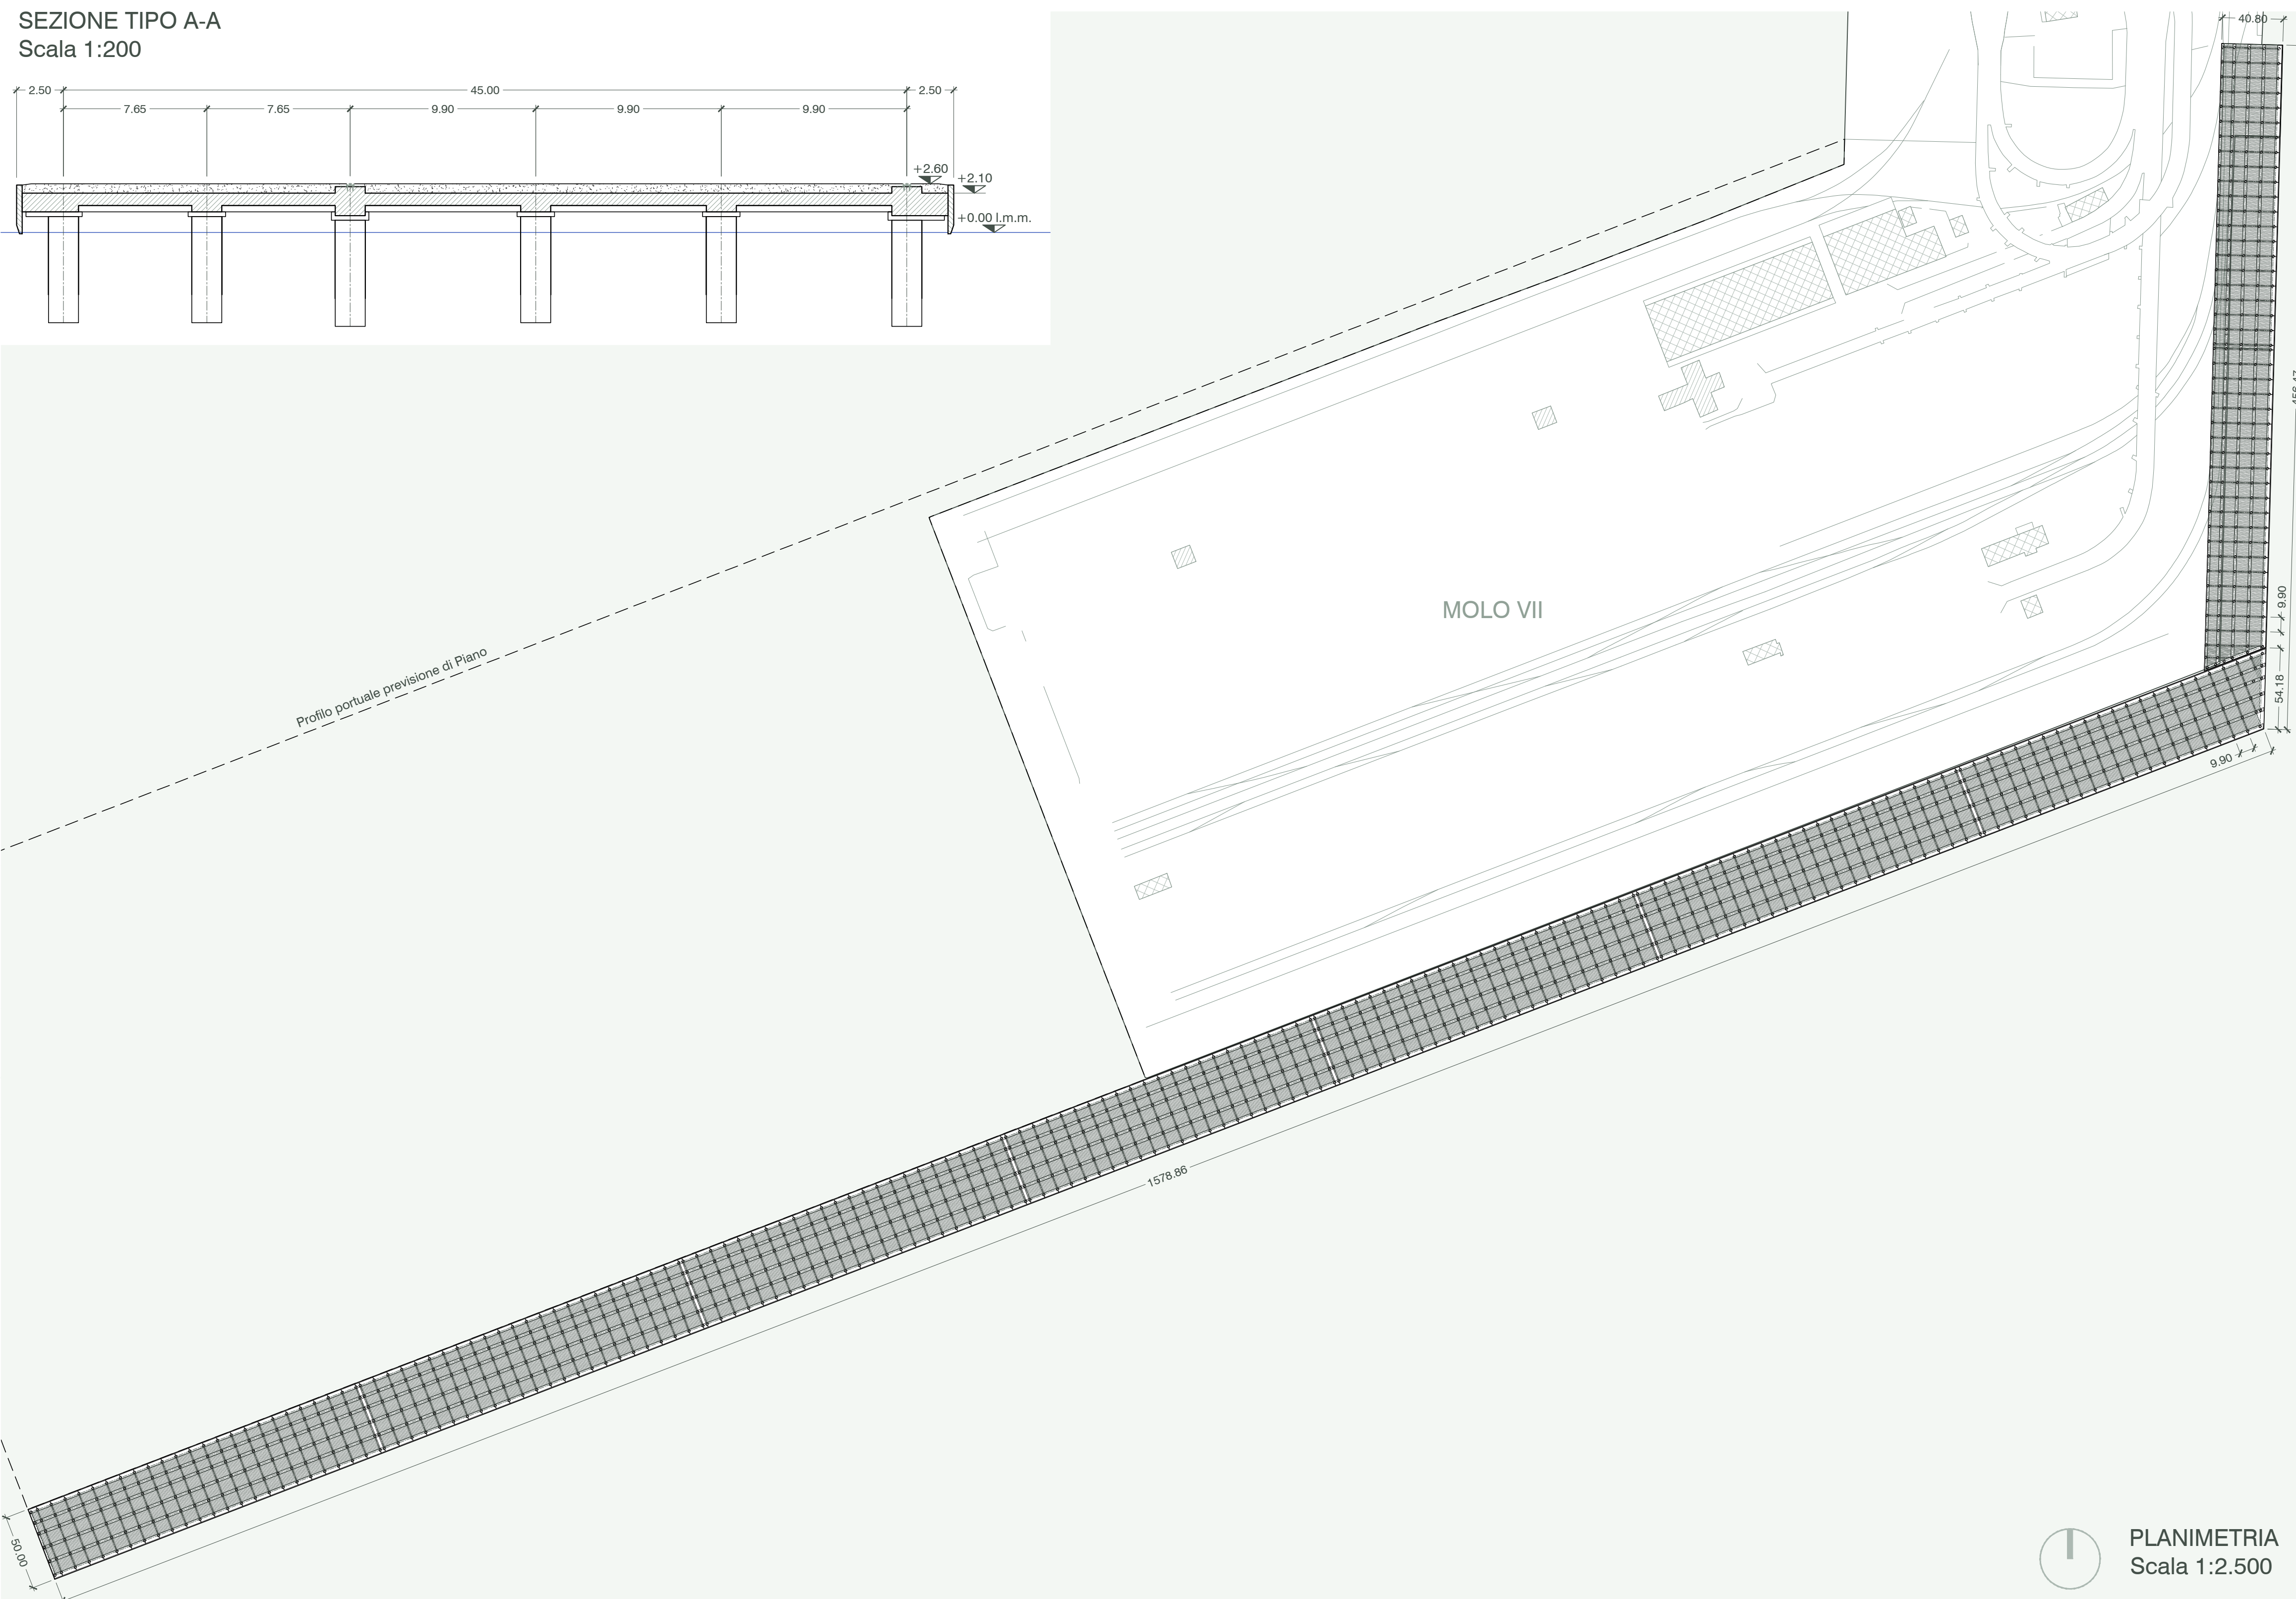 SEZIONE TIPO A-A
Scala 1:200
2.50
45.00
2.50
7.65
7.65
9.90
9.90
9.90
+2.60
+2.10
+0.00 l.m.m.
40.80
Profilo portuale previsione di Piano
MOLO VII
9.90
54.18
9.90
1578.86
50.00
PLANIMETRIA
Scala 1:2.500